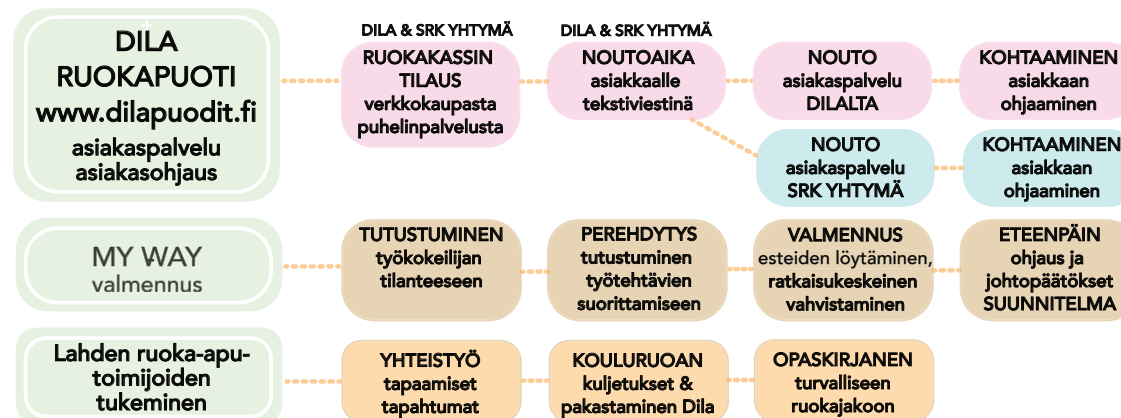 DILA
RUOKAPUOTI
www.dilapuodit.fi
asiakaspalvelu
asiakasohjaus
DILA & SRK YHTYMÄ
RUOKAKASSIN
TILAUS
verkkokaupasta
puhelinpalvelusta
DILA & SRK YHTYMÄ
NOUTOAIKA
asiakkaalle
tekstiviestinä
NOUTO
asiakaspalvelu
DILALTA
KOHTAAMINEN
asiakkaan
ohjaaminen
NOUTO
asiakaspalvelu
SRK YHTYMÄ
KOHTAAMINEN
asiakkaan
ohjaaminen
MY WAY
valmennus
TUTUSTUMINEN
työkokeilijan
tilanteeseen
PEREHDYTYS
tutustuminen
työtehtävien
suorittamiseen
VALMENNUS
esteiden löytäminen,
ratkaisukeskeinen
vahvistaminen
ETEENPÄIN
ohjaus ja
johtopäätökset
SUUNNITELMA
Lahden ruoka-apu-
toimijoiden
tukeminen
YHTEISTYÖ
tapaamiset
tapahtumat
KOULURUOAN
kuljetukset &
pakastaminen Dila
OPASKIRJANEN
turvalliseen
ruokajakoon